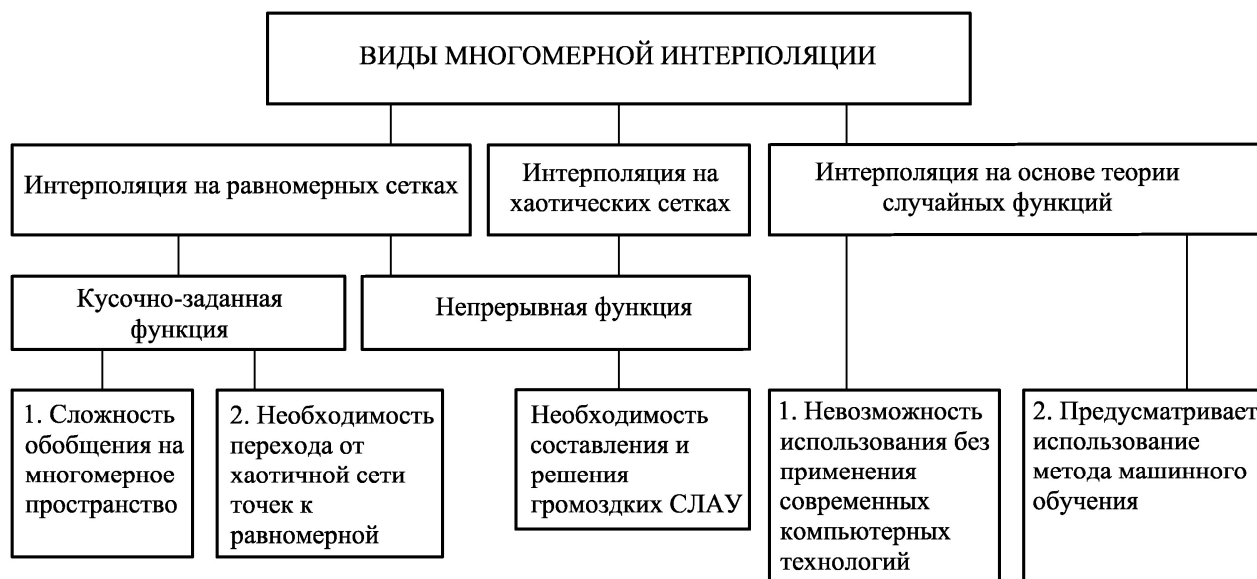 ВИДЫ МНОГОМЕРНОЙ ИНТЕРПОЛЯЦИИ
Интерполяция на равномерных сетках
Интерполяция на
хаотических сетках
Интерполяция на основе теории
случайных функций
Кусочно-заданная
функция
Непрерывная функция
1. Сложность
обобщения на
многомерное
пространство
2. Необходимость
перехода от
хаотичной сети
точек к
равномерной
Необходимость
составления и
решения
громоздких СЛАУ
1. Невозможность
использования без
применения
современных
компьютерных
технологий
2. Предусматривает
использование
метода машинного
обучения